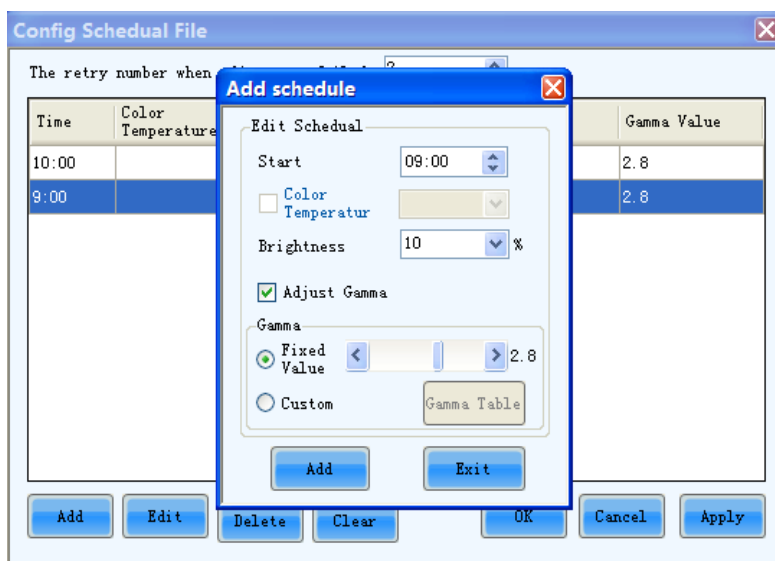 Config Schedual File
The retry number when
Add schedule
Time
Color
Temperature
Gamma Value
10:00
2.8
9:00
2.8
Edit Schedual
Start
09:00
Color
Temperatur
Brightness
10
%
Adjust Gamma
Gamma
Fixed
Value
2.8
Custom
Gamma Table
Add
Exit
Add
Edit
Delete
Clear
OK
Cancel
Apply